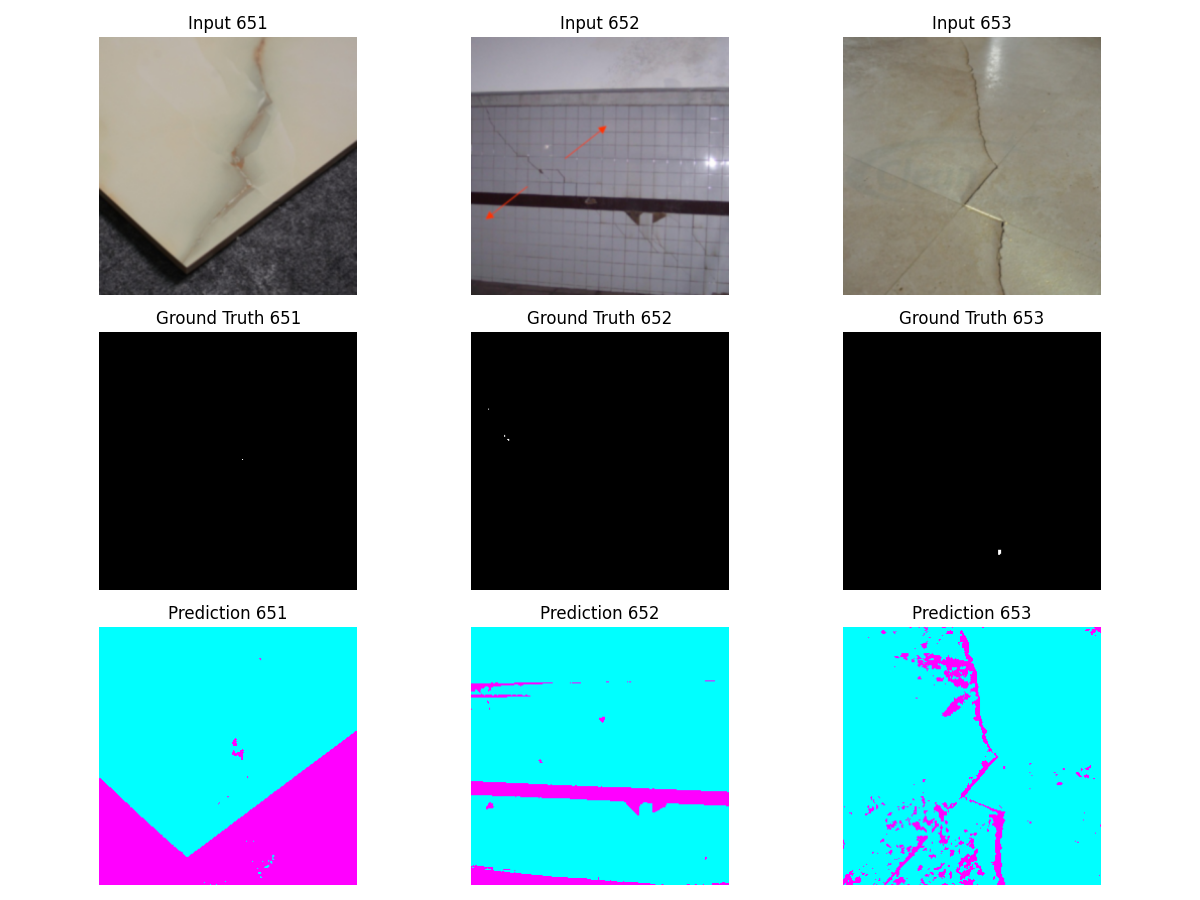 Input 651
Input 652
Input 653
Ground Truth 651
Ground Truth 652
Ground Truth 653
Prediction 651
Prediction 652
Prediction 653